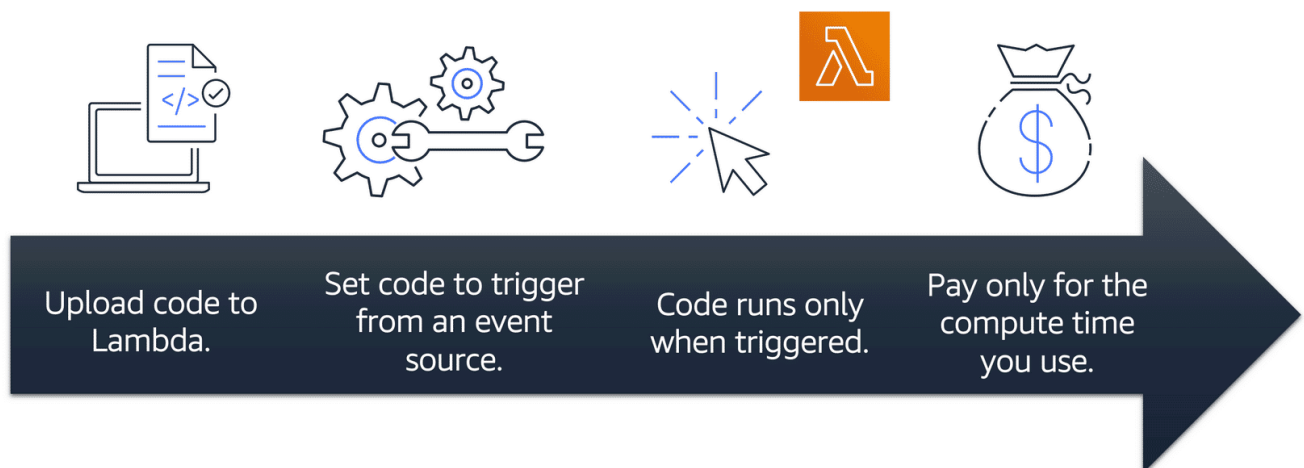 </>
$
Upload code to
Lambda.
Set code to trigger
from an event
source.
Code runs only
when triggered.
Pay only for the
compute time
you use.